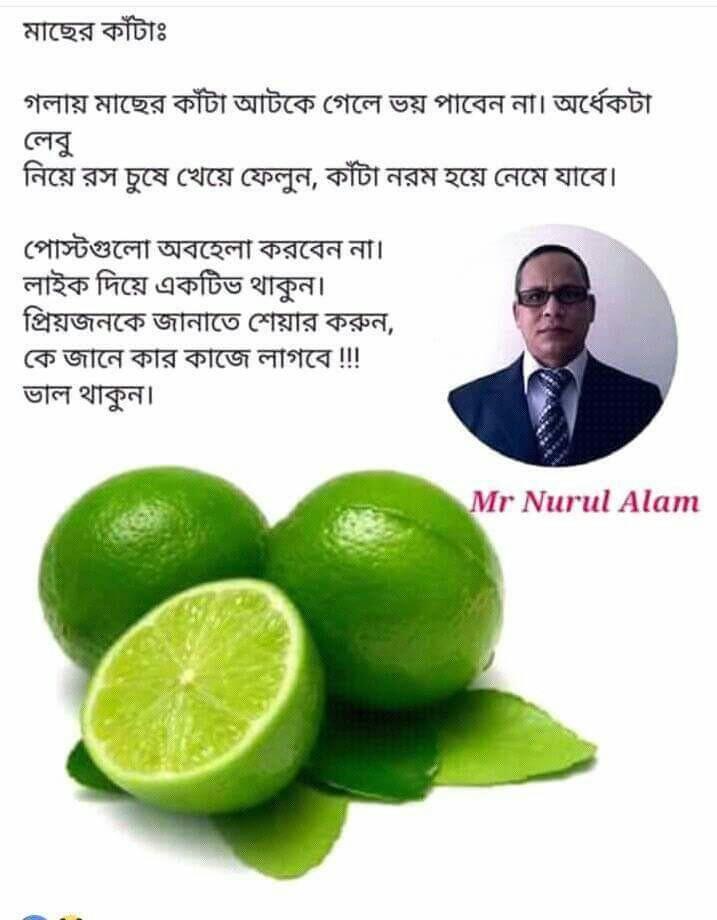 মাছের কাঁটাঃ
গলায় মাছের কাঁটা আটকে গেলে ভয় পাবেন না। অর্ধেকটা
লেবু
নিয়ে রস চুষে খেয়ে ফেলুন, কাঁটা নরম হয়ে নেমে যাবে।
পোস্টগুলো অবহেলা করবেন না।
লাইক দিয়ে একটিভ থাকুন।
প্রিয়জনকে জানাতে শেয়ার করুন,
কে জানে কার কাজে লাগবে !!!
ভাল থাকুন।
Mr Nurul Alam